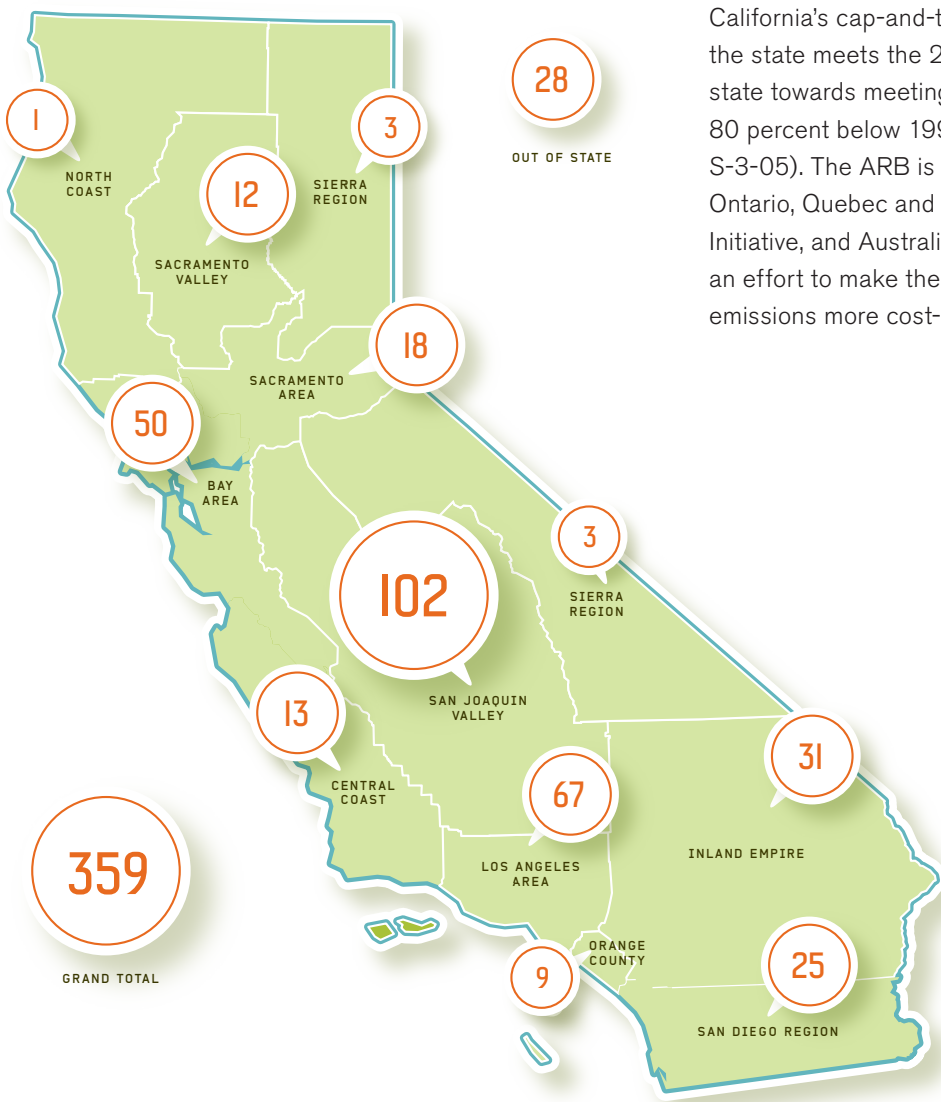 California's cap-and-t
the state meets the 2
state towards meeting
80 percent below 199
S-3-05). The ARB is
Ontario, Quebec and
Initiative, and Australi
an effort to make the
emissions more cost-
28
OUT OF STATE
1
NORTH
COAST
3
SIERRA
REGION
12
SACRAMENTO
VALLEY
18
SACRAMENTO
AREA
50
BAY
AREA
3
SIERRA
REGION
102
SAN JOAQUIN
VALLEY
13
CENTRAL
COAST
67
LOS ANGELES
AREA
31
INLAND EMPIRE
9
ORANGE
COUNTY
25
SAN DIEGO REGION
359
GRAND TOTAL